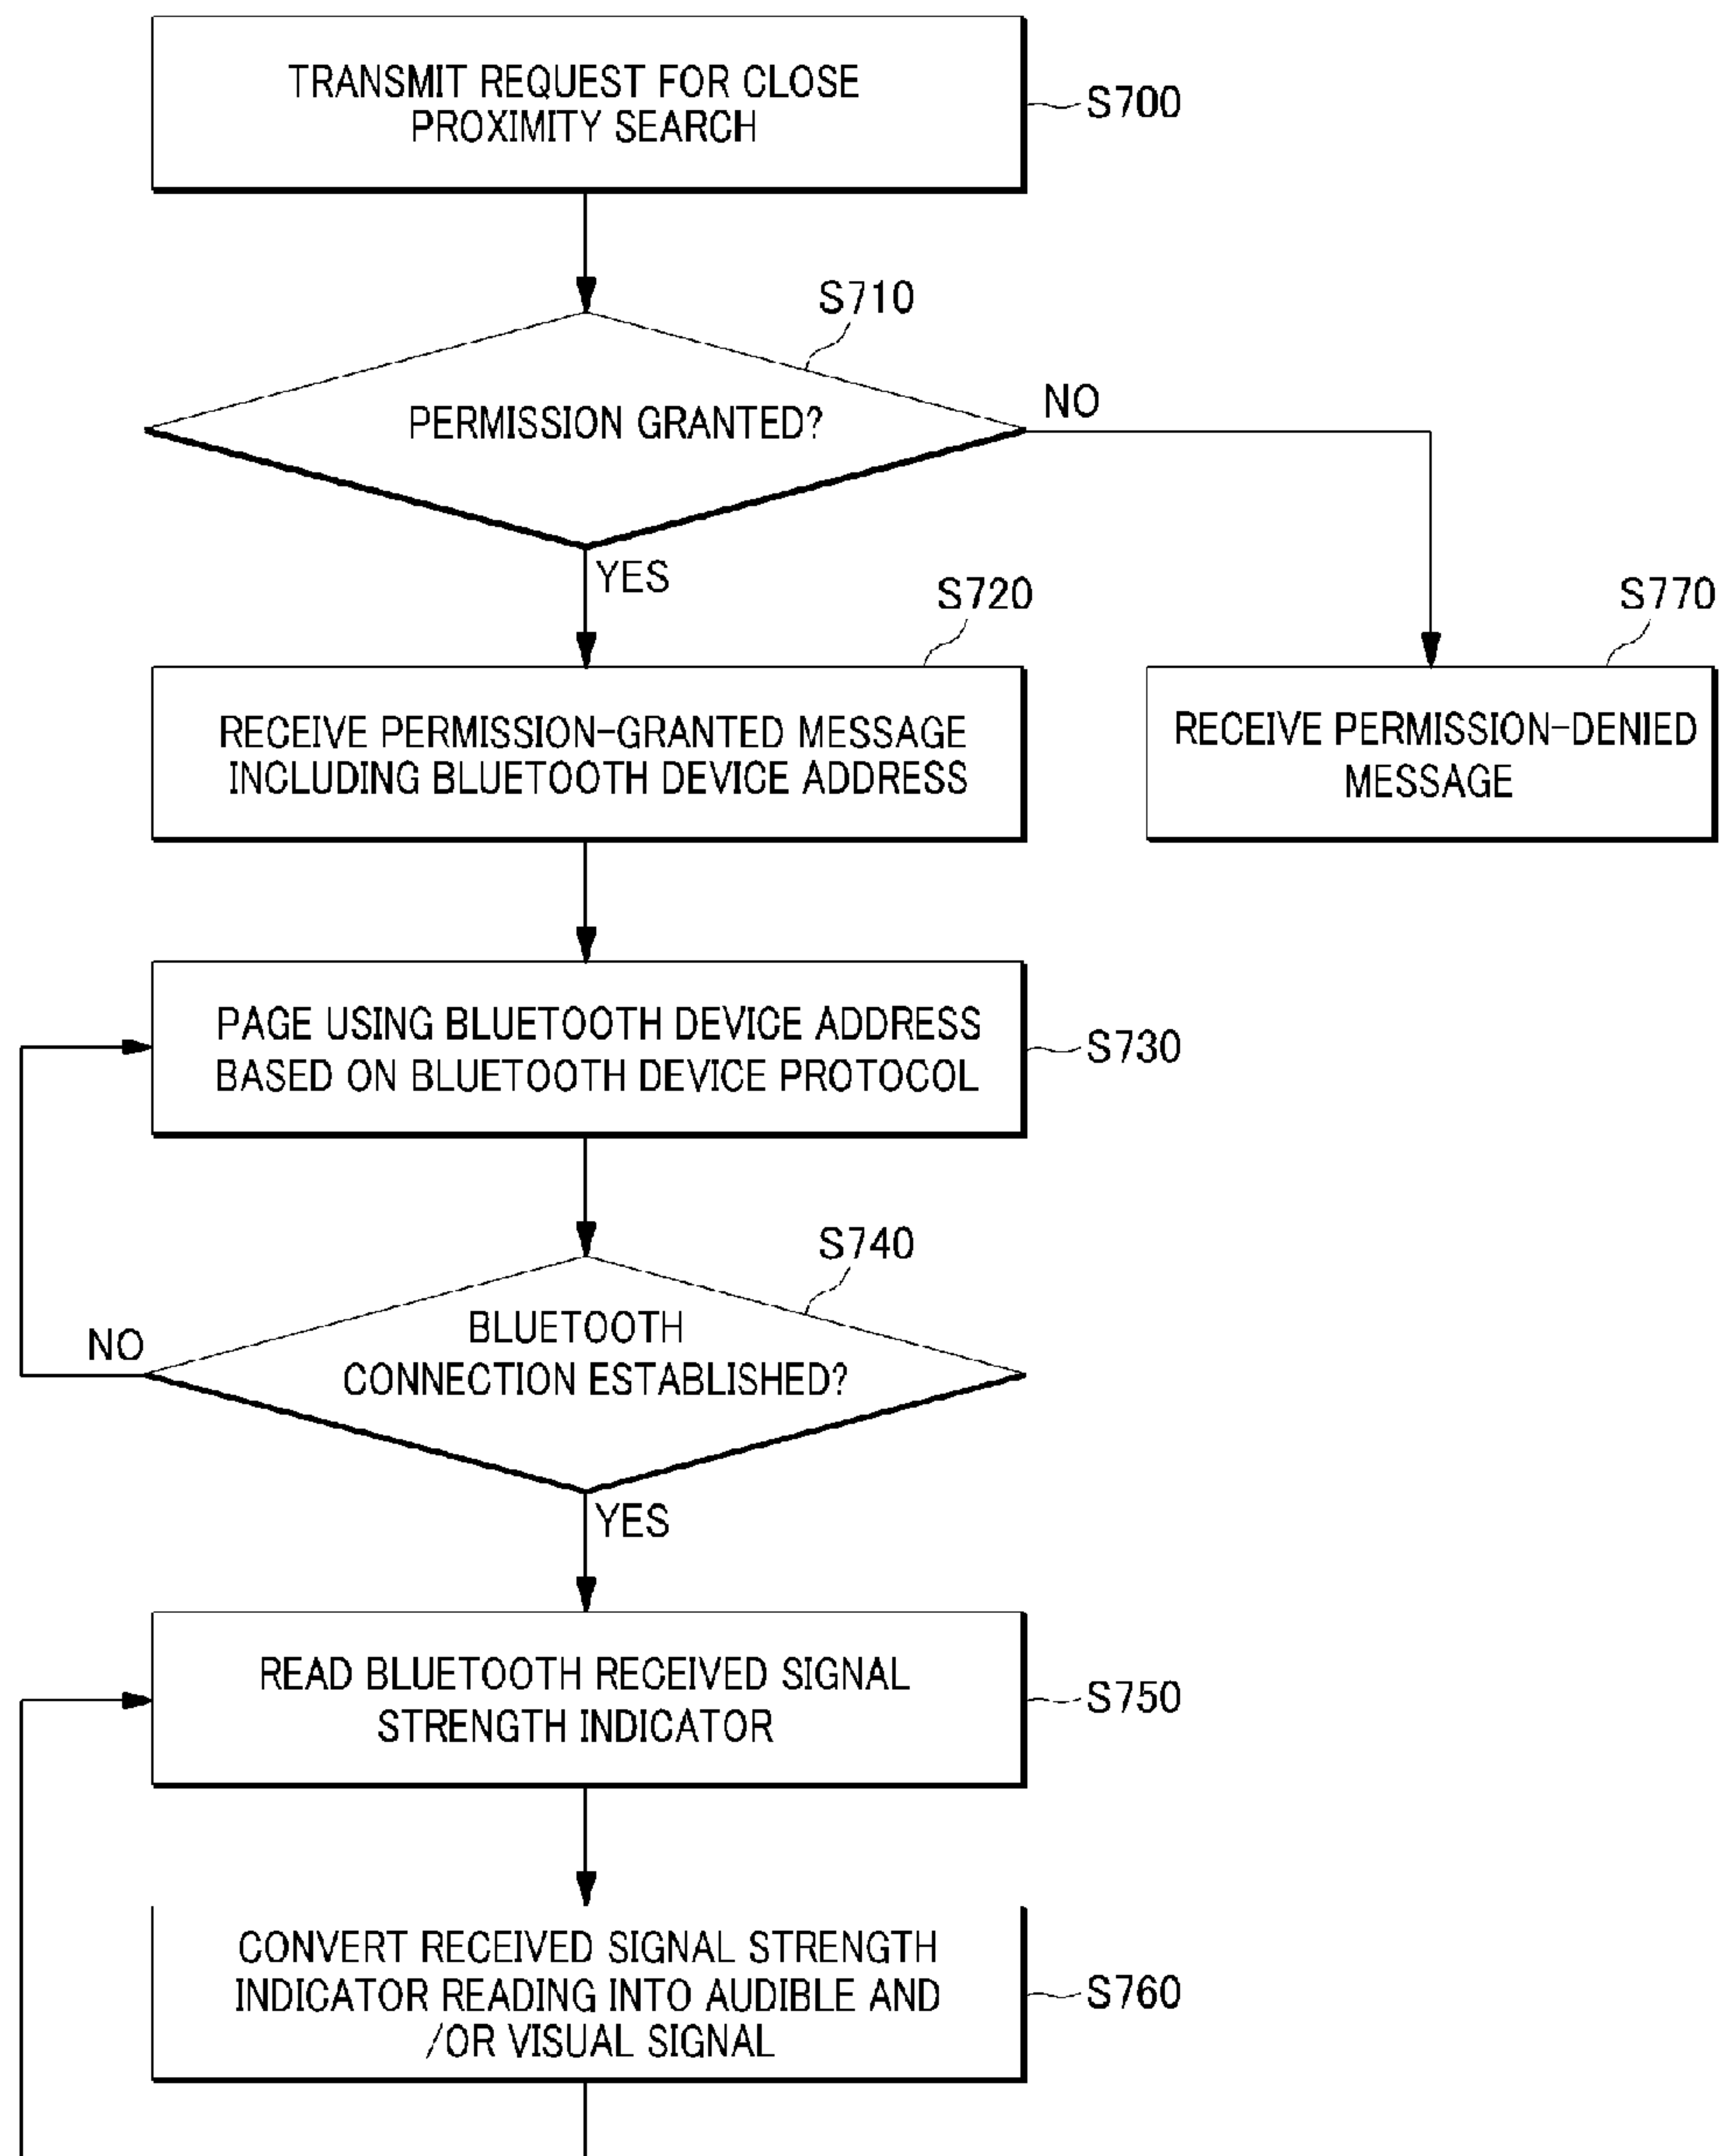 TRANSMIT REQUEST FOR CLOSE
PROXIMITY SEARCH
S700
S710
PERMISSION GRANTED?
NO
YES
S720
S770
RECEIVE PERMISSION-GRANTED MESSAGE
INCLUDING BLUETOOTH DEVICE ADDRESS
RECEIVE PERMISSION-DENIED
MESSAGE
PAGE USING BLUETOOTH DEVICE ADDRESS
BASED ON BLUETOOTH DEVICE PROTOCOL
S730
S740
BLUETOOTH
CONNECTION ESTABLISHED?
NO
YES
READ BLUETOOTH RECEIVED SIGNAL
STRENGTH INDICATOR
S750
CONVERT RECEIVED SIGNAL STRENGTH
INDICATOR READING INTO AUDIBLE AND
/OR VISUAL SIGNAL
S760